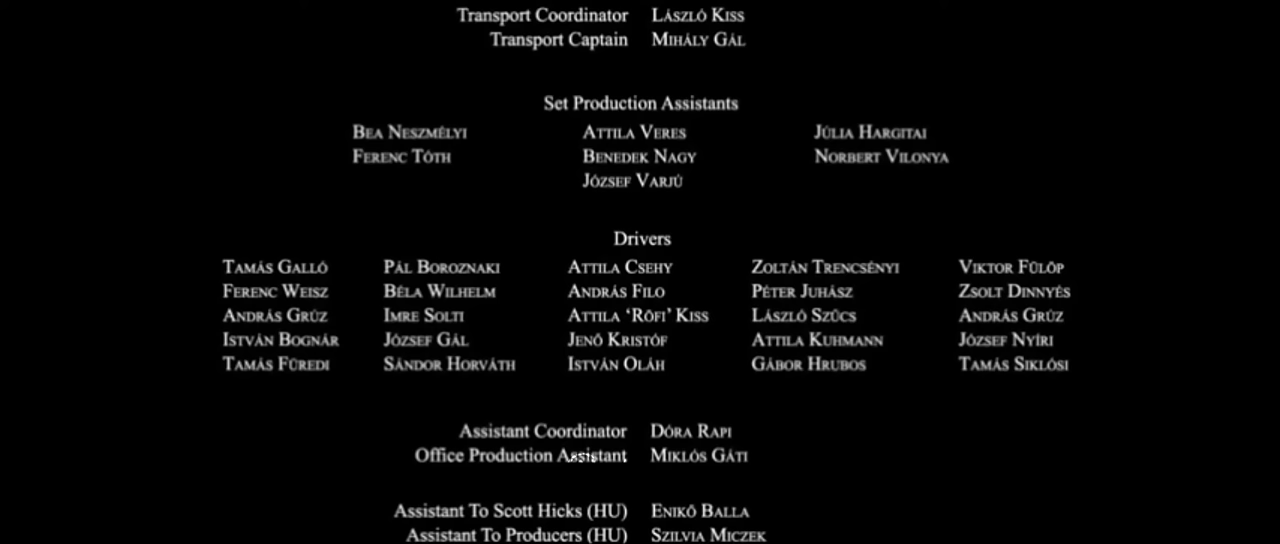 Transport Coordinator LÁSZLÓ KISS
Transport Captain MIHÁLY GÁL
Set Production Assistants
BEA NESZMÉLYI ATTILA VERES JÚLIA HARGITAI
FERENC TÓTH BENEDEK NAGY NORBERT VILONYA
JÓZSEF VARJÚ
Drivers
TAMÁS GALLÓ PÁL BOROZNAKI ATTILA CSEHY ZOLTÁN TRENCSÉNYI VIKTOR FÜLÖP
FERENC WEISZ BÉLA WILHELM ANDRÁS FILO PÉTER JUHÁSZ ZSOLT DINNYÉS
ANDRÁS GRÚZ IMRE SOLTI ATTILA ‘RÖFI’ KISS LÁSZLÓ SZŰCS ANDRÁS GRÚZ
ISTVÁN BOGNÁR JÓZSEF GÁL JENŐ KRISTÓF ATTILA KUHMANN JÓZSEF NYÍRI
TAMÁS FÜREDI SÁNDOR HORVÁTH ISTVÁN OLÁH GÁBOR HRUBOS TAMÁS SIKLÓSI
Assistant Coordinator DÓRA RAPI
Office Production Assistant MIKLÓS GÁTI
Assistant To Scott Hicks (HU) ENIKŐ BALLA
Assistant To Producers (HU) SZILVIA MICZEK